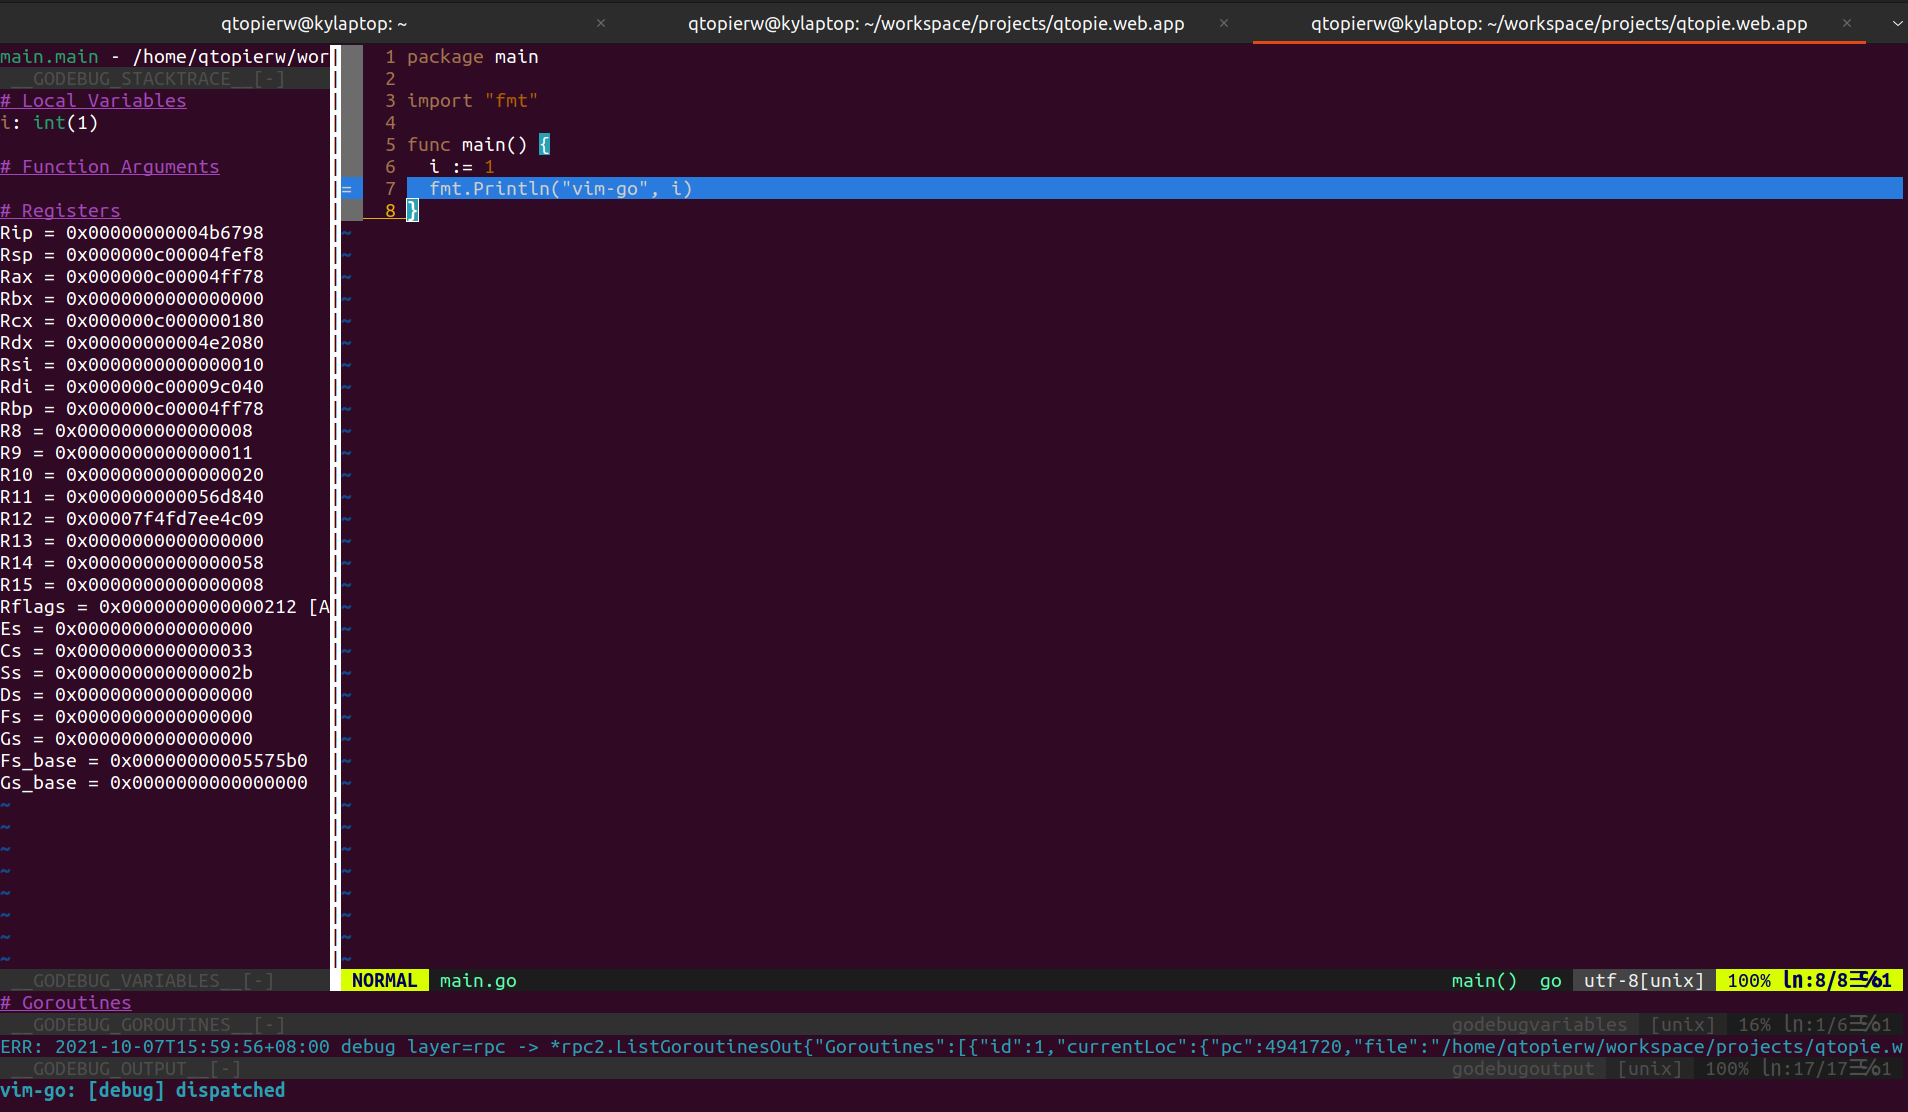 qtopierw@kylaptop: ~ × qtopierw@kylaptop: ~/workspace/projects/qtopie.web.app × qtopierw@kylaptop: ~/workspace/projects/qtopie.web.app ×
main.main - /home/qtopierw/wor
__GODEBUG_STACKTRACE__[-]
# Local Variables
i: int(1)
# Function Arguments
# Registers
Rip = 0x00000000004b6798
Rsp = 0x000000c00004fef8
Rax = 0x000000c00004ff78
Rbx = 0x0000000000000000
Rcx = 0x000000c000000180
Rdx = 0x00000000004e2080
Rsi = 0x0000000000000010
Rdi = 0x000000c00009c040
Rbp = 0x000000c00004ff78
R8 = 0x0000000000000008
R9 = 0x0000000000000011
R10 = 0x0000000000000020
R11 = 0x000000000056d840
R12 = 0x00007f4fd7ee4c09
R13 = 0x0000000000000000
R14 = 0x0000000000000058
R15 = 0x0000000000000008
Rflags = 0x0000000000000212 [A
Es = 0x0000000000000000
Cs = 0x0000000000000033
Ss = 0x000000000000002b
Ds = 0x0000000000000000
Fs = 0x0000000000000000
Gs = 0x0000000000000000
Fs_base = 0x00000000005575b0
Gs_base = 0x0000000000000000
~
~
~
~
~
~
~
~
__GODEBUG_VARIABLES__[-]
1 package main
2
3 import "fmt"
4
5 func main() {
6 i := 1
= 7 fmt.Println("vim-go", i)
8 }
NORMAL main.go main() go utf-8[unix] 100% ln:8/8☰℅1
# Goroutines
__GODEBUG_GOROUTINES__[-] godebugvariables [unix] 16% ln:1/6☰℅1
ERR: 2021-10-07T15:59:56+08:00 debug layer=rpc -> *rpc2.ListGoroutinesOut{"Goroutines":[{"id":1,"currentLoc":{"pc":4941720,"file":"/home/qtopierw/workspace/projects/qtopie.w
__GODEBUG_OUTPUT__[-] godebugoutput [unix] 100% ln:17/17☰℅1
vim-go: [debug] dispatched